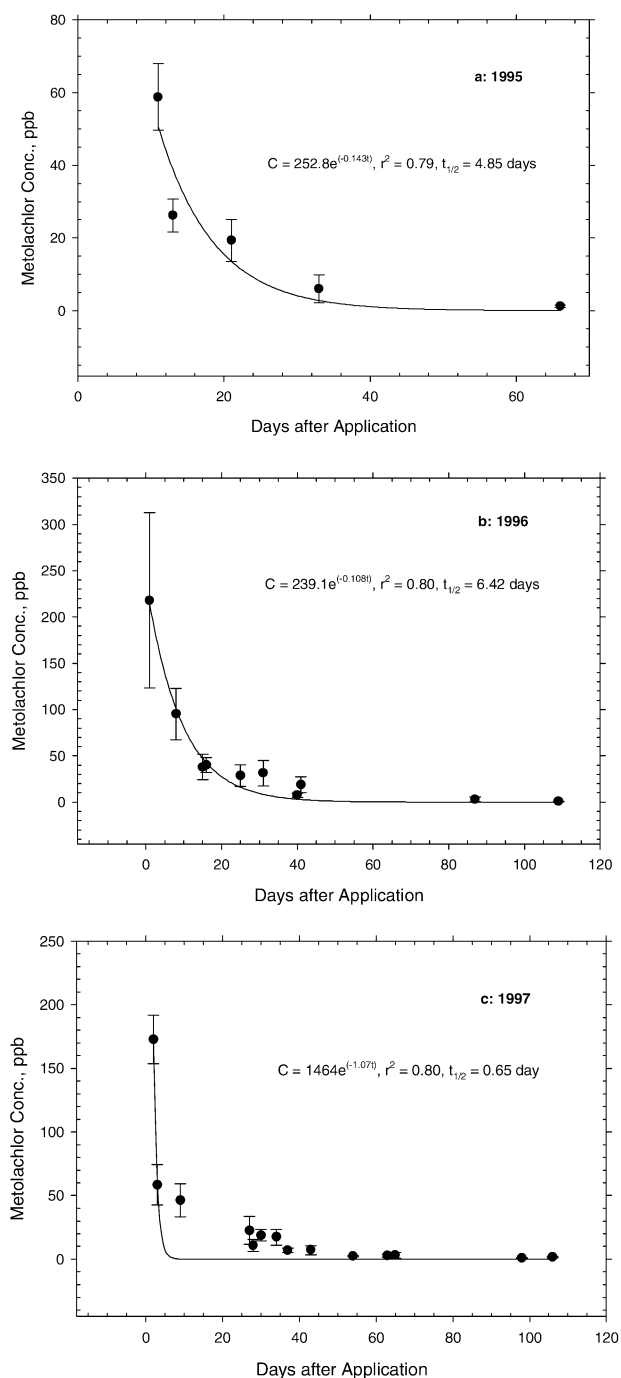 80
a: 1995
60
C = 252.8e(-0.143t), r2 = 0.79, t1/2 = 4.85 days
40
20
0
Metolachlor Conc., ppb
0 20 40 60
Days after Application
350
b: 1996
300
250
C = 239.1e(-0.108t), r2 = 0.80, t1/2 = 6.42 days
200
150
100
50
0
Metolachlor Conc., ppb
0 20 40 60 80 100 120
Days after Application
250
c: 1997
200
150
C = 1464e(-1.07t), r2 = 0.80, t1/2 = 0.65 day
100
50
0
Metolachlor Conc., ppb
0 20 40 60 80 100 120
Days after Application